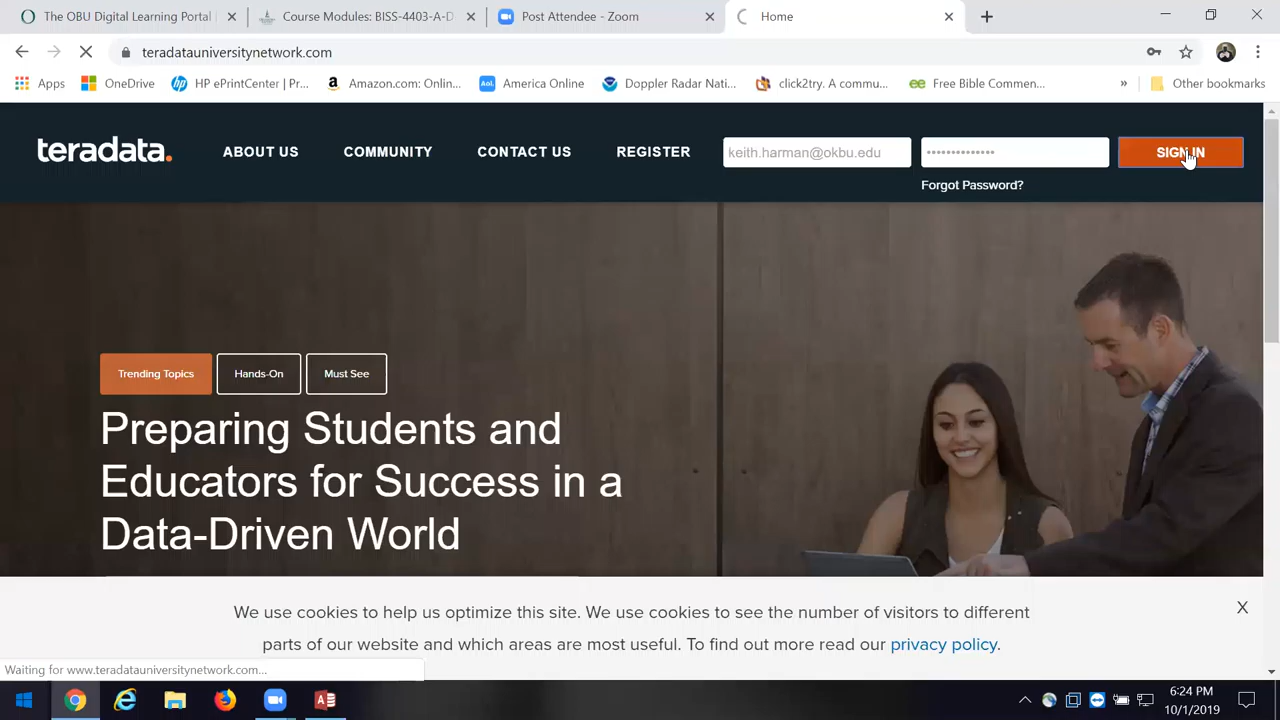 The OBU Digital Learning Portal
Course Modules: BISS-4403-A-D
Post Attendee - Zoom
Home
teradatauniversitynetwork.com
Apps
OneDrive
HP ePrintCenter | Pr...
Amazon.com: Onlin...
Aol.
America Online
Doppler Radar Nati...
click2try. A commu...
ee
Free Bible Commen...
»
Other bookmarks
teradata.
ABOUT US
COMMUNITY
CONTACT US
REGISTER
keith.harman@okbu.edu
••••••••••••••
SIGN IN
Forgot Password?
Trending Topics
Hands-On
Must See
Preparing Students and
Educators for Success in a
Data-Driven World
We use cookies to help us optimize this site. We use cookies to see the number of visitors to different
parts of our website and which areas are most useful. To find out more read our privacy policy.
X
Waiting for www.teradatauniversitynetwork.com...
6:24 PM
10/1/2019